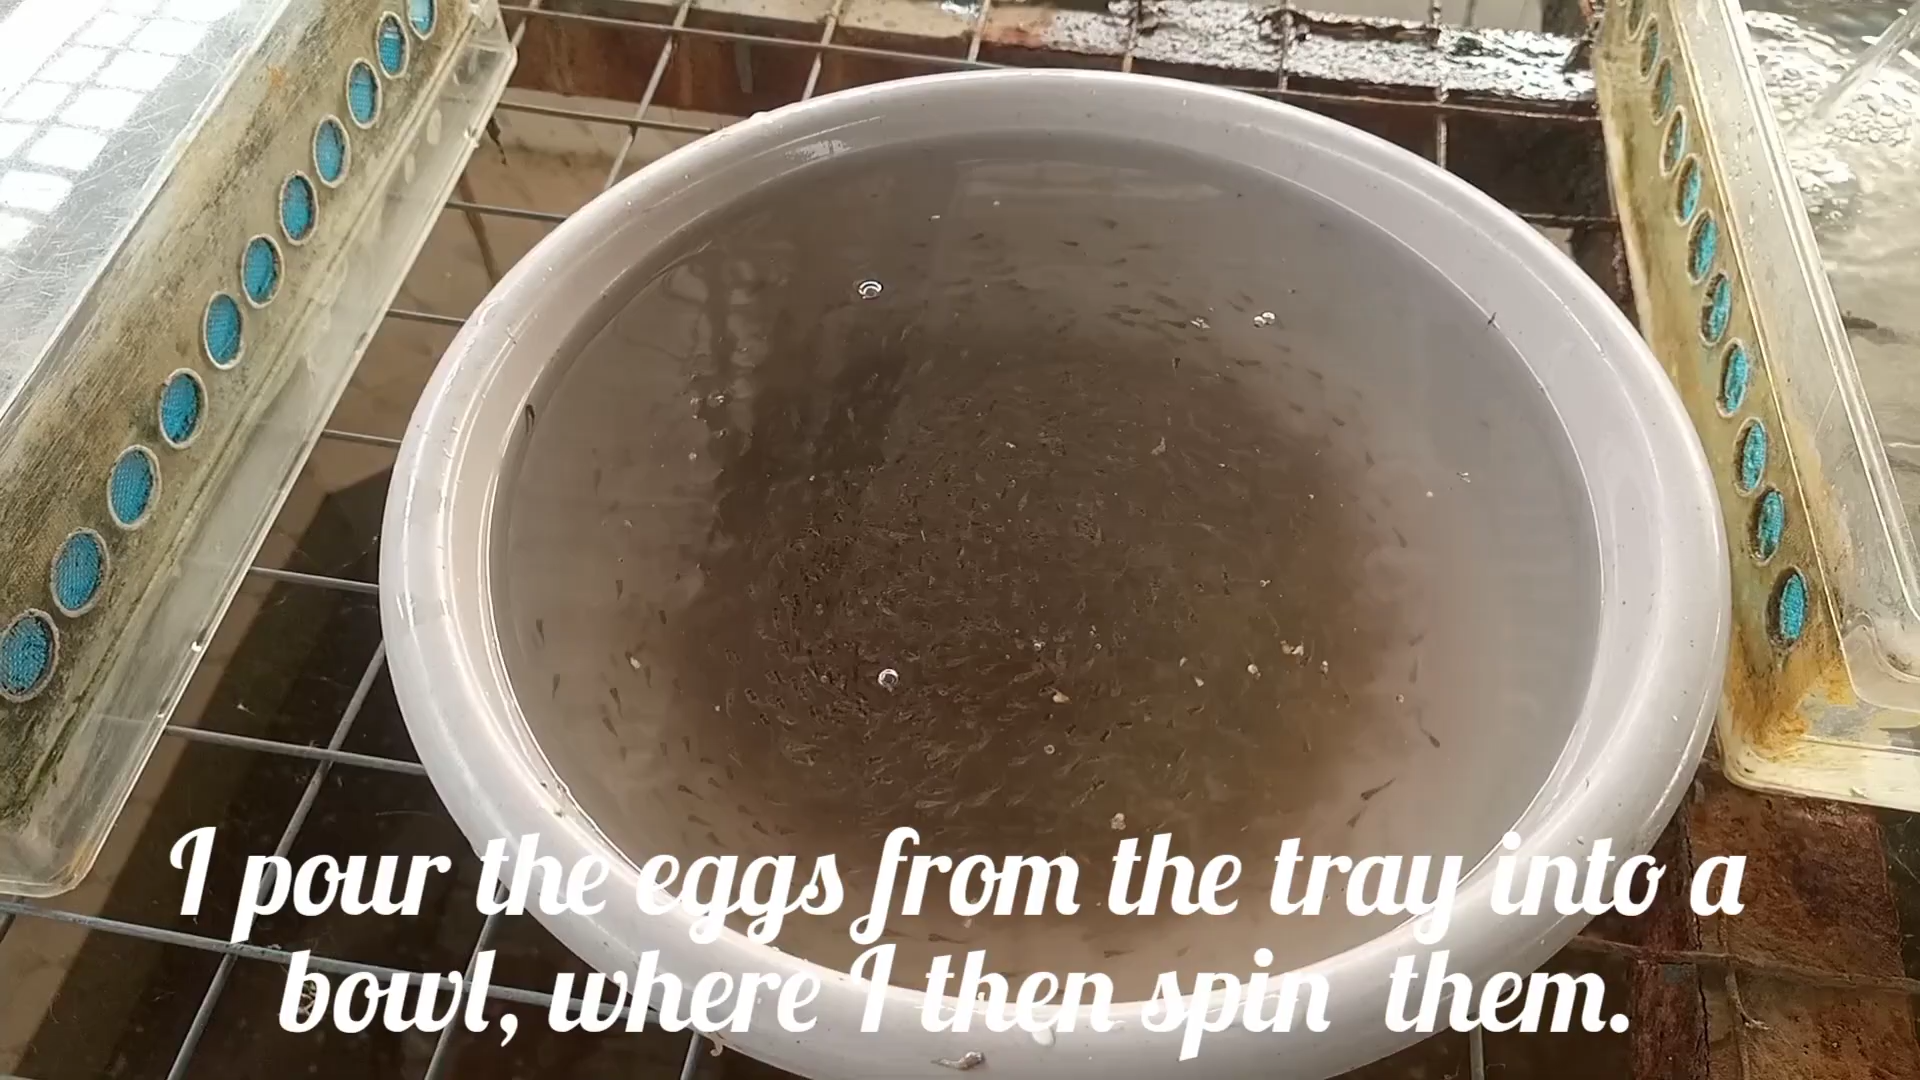 I pour the eggs from the tray into a
bowl, where I then spin them.